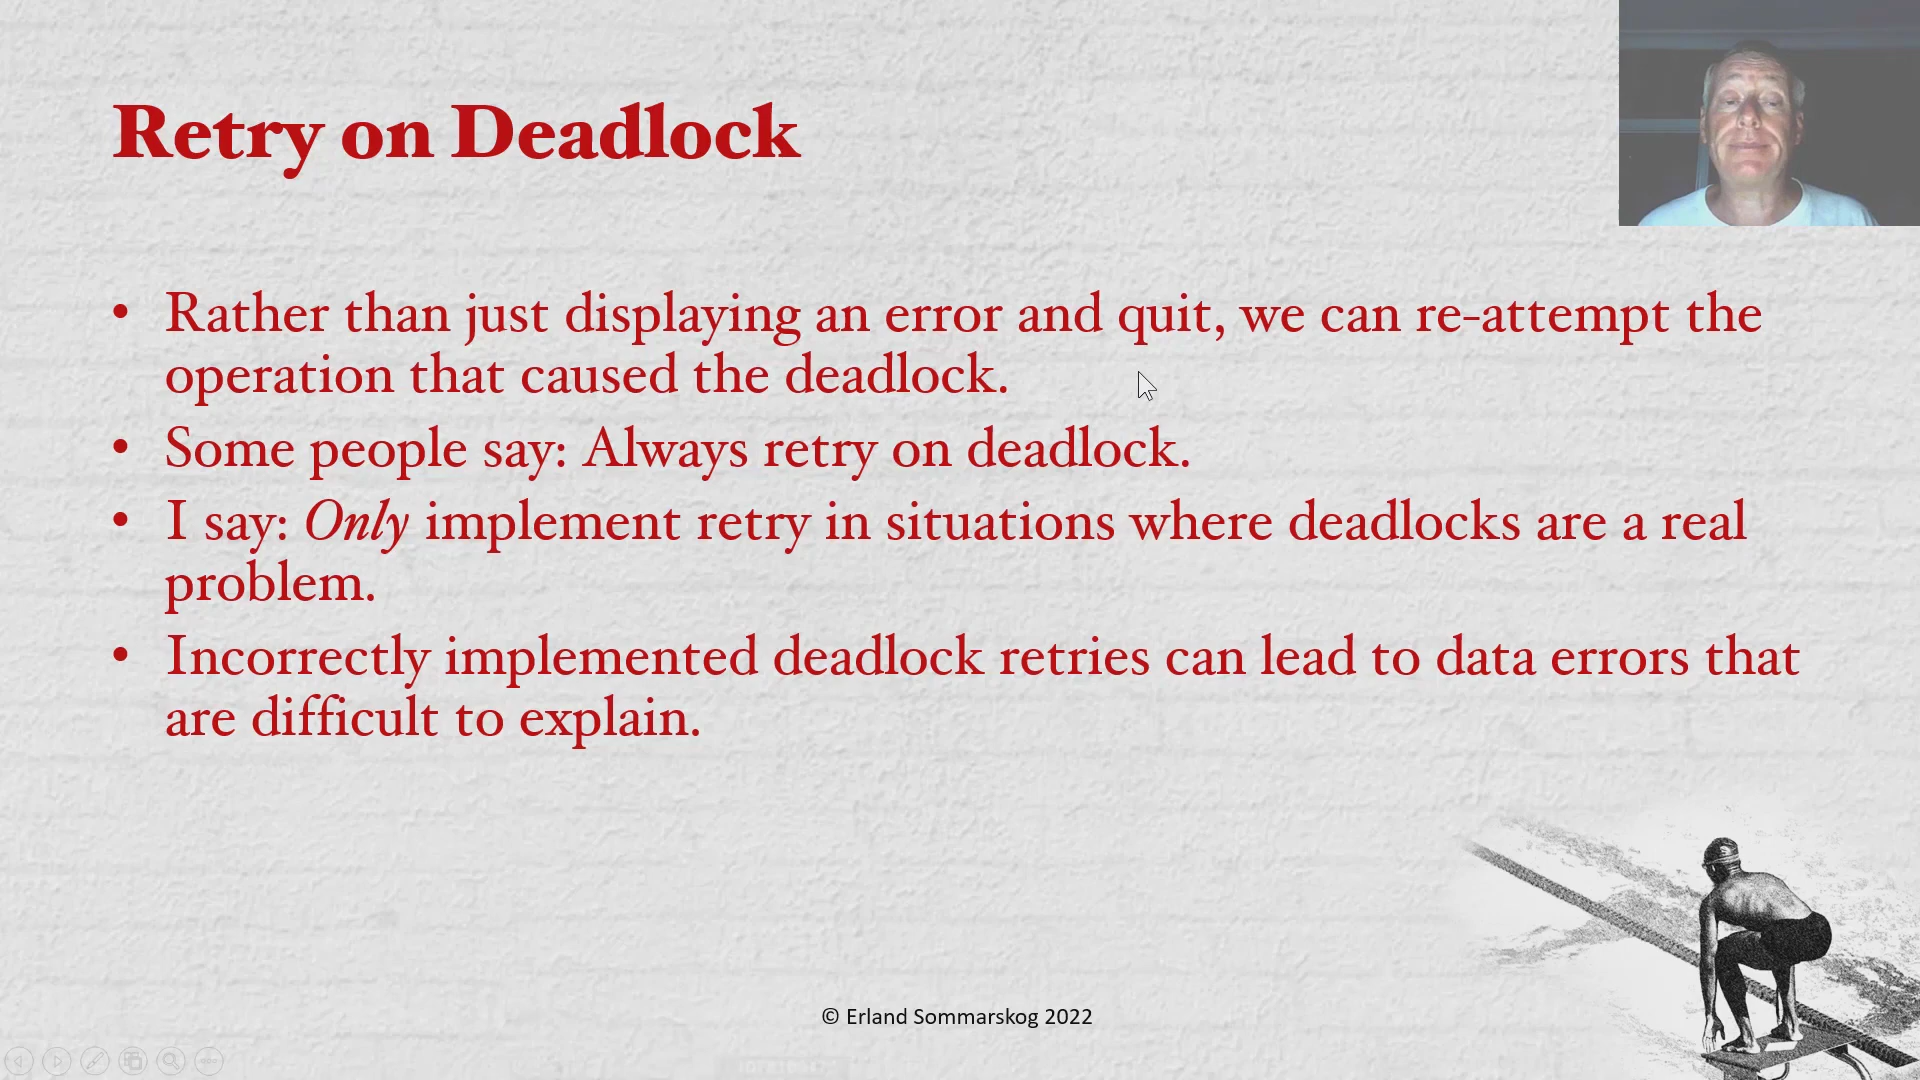 Retry on Deadlock
• Rather than just displaying an error and quit, we can re-attempt the
operation that caused the deadlock.
• Some people say: Always retry on deadlock.
• I say: Only implement retry in situations where deadlocks are a real
problem.
• Incorrectly implemented deadlock retries can lead to data errors that
are difficult to explain.
© Erland Sommarskog 2022